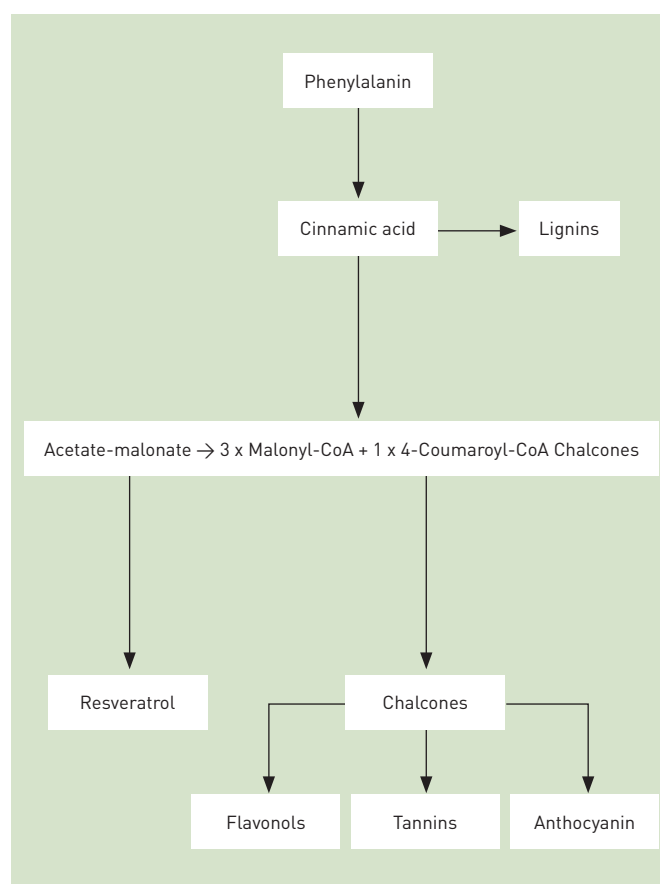 Phenylalanin
Cinnamic acid
Lignins
Acetate-malonate → 3 x Malonyl-CoA + 1 x 4-Coumaroyl-CoA Chalcones
Resveratrol
Chalcones
Flavonols
Tannins
Anthocyanin